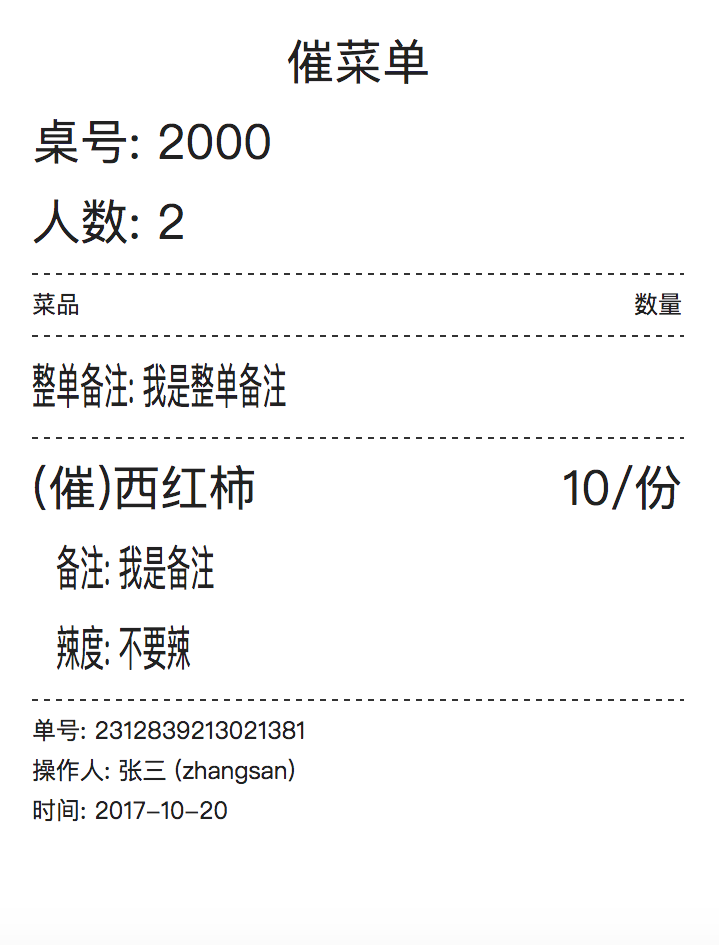 催菜单
桌号: 2000
人数: 2
菜品 数量
整单备注: 我是整单备注
(催)西红柿 10/份
备注: 我是备注
辣度: 不要辣
单号: 2312839213021381
操作人: 张三 (zhangsan)
时间: 2017-10-20